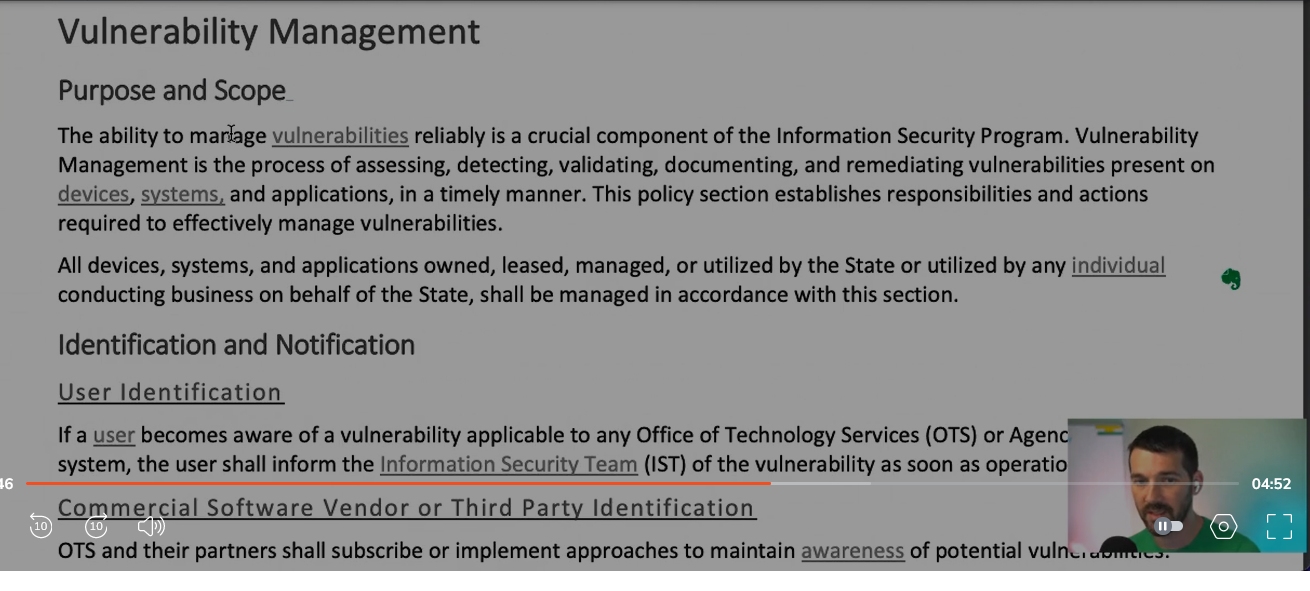 Vulnerability Management
Purpose and Scope
The ability to manage vulnerabilities reliably is a crucial component of the Information Security Program. Vulnerability
Management is the process of assessing, detecting, validating, documenting, and remediating vulnerabilities present on
devices, systems, and applications, in a timely manner. This policy section establishes responsibilities and actions
required to effectively manage vulnerabilities.
All devices, systems, and applications owned, leased, managed, or utilized by the State or utilized by any individual
conducting business on behalf of the State, shall be managed in accordance with this section.
Identification and Notification
User Identification
If a user becomes aware of a vulnerability applicable to any Office of Technology Services (OTS) or Agenc
system, the user shall inform the Information Security Team (IST) of the vulnerability as soon as operatio
46 04:52
Commercial Software Vendor or Third Party Identification
10 10
OTS and their partners shall subscribe or implement approaches to maintain awareness of potential vulnerabilities.